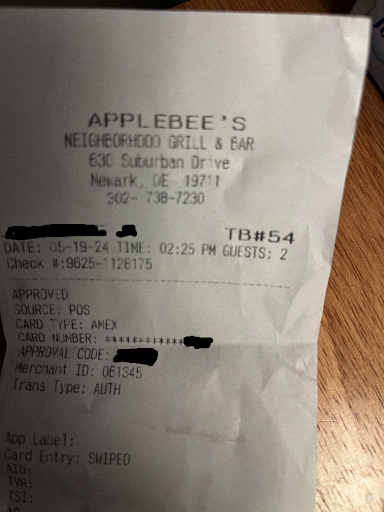 APPLEBEE'S
NEIGHBORHOOD GRILL & BAR
630 Suburban Drive
Newark, DE 19711
302- 738-7230
TB#54
DATE: 05-19-24 TIME: 02:25 PM GUESTS: 2
Check #:9625-1128175
APPROVED
SOURCE: POS
CARD TYPE: AMEX
CARD NUMBER: ************
APPROVAL CODE:
Merchant ID: 061345
Trans Type: AUTH
App Label:
Card Entry: SWIPED
AID:
TVR:
TSI: